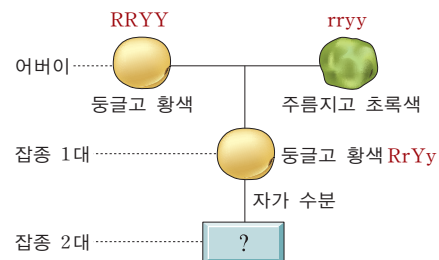 RRYY rryy
어버이
둥글고 황색 주름지고 초록색
잡종 1대 둥글고 황색 RrYy
자가 수분
잡종 2대 ?